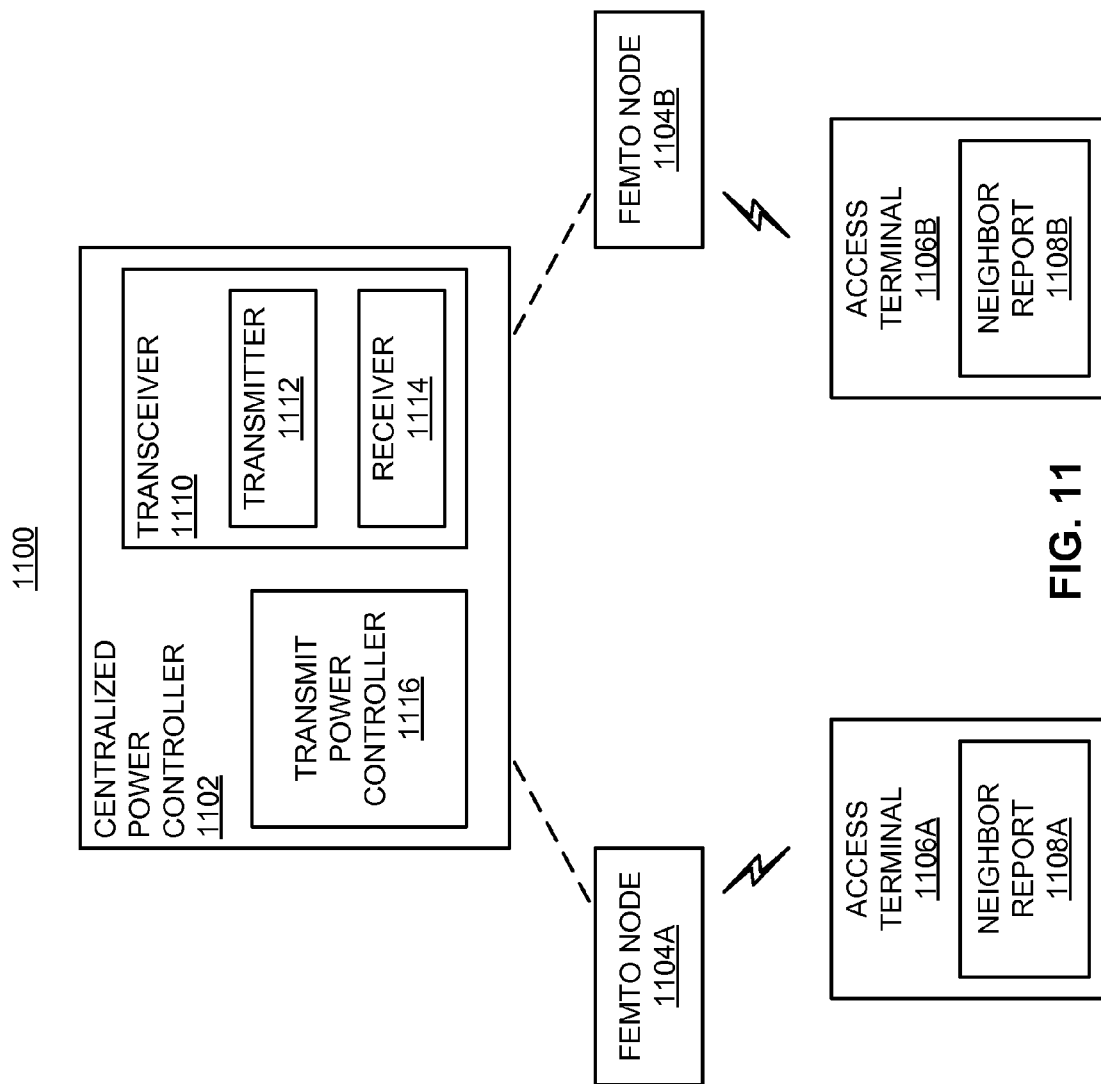 1100
CENTRALIZED
POWER
CONTROLLER
1102
TRANSMIT
POWER
CONTROLLER
1116
TRANSCEIVER
1110
TRANSMITTER
1112
RECEIVER
1114
FEMTO NODE
1104A
FEMTO NODE
1104B
ACCESS
TERMINAL
1106A
NEIGHBOR
REPORT
1108A
ACCESS
TERMINAL
1106B
NEIGHBOR
REPORT
1108B
FIG. 11